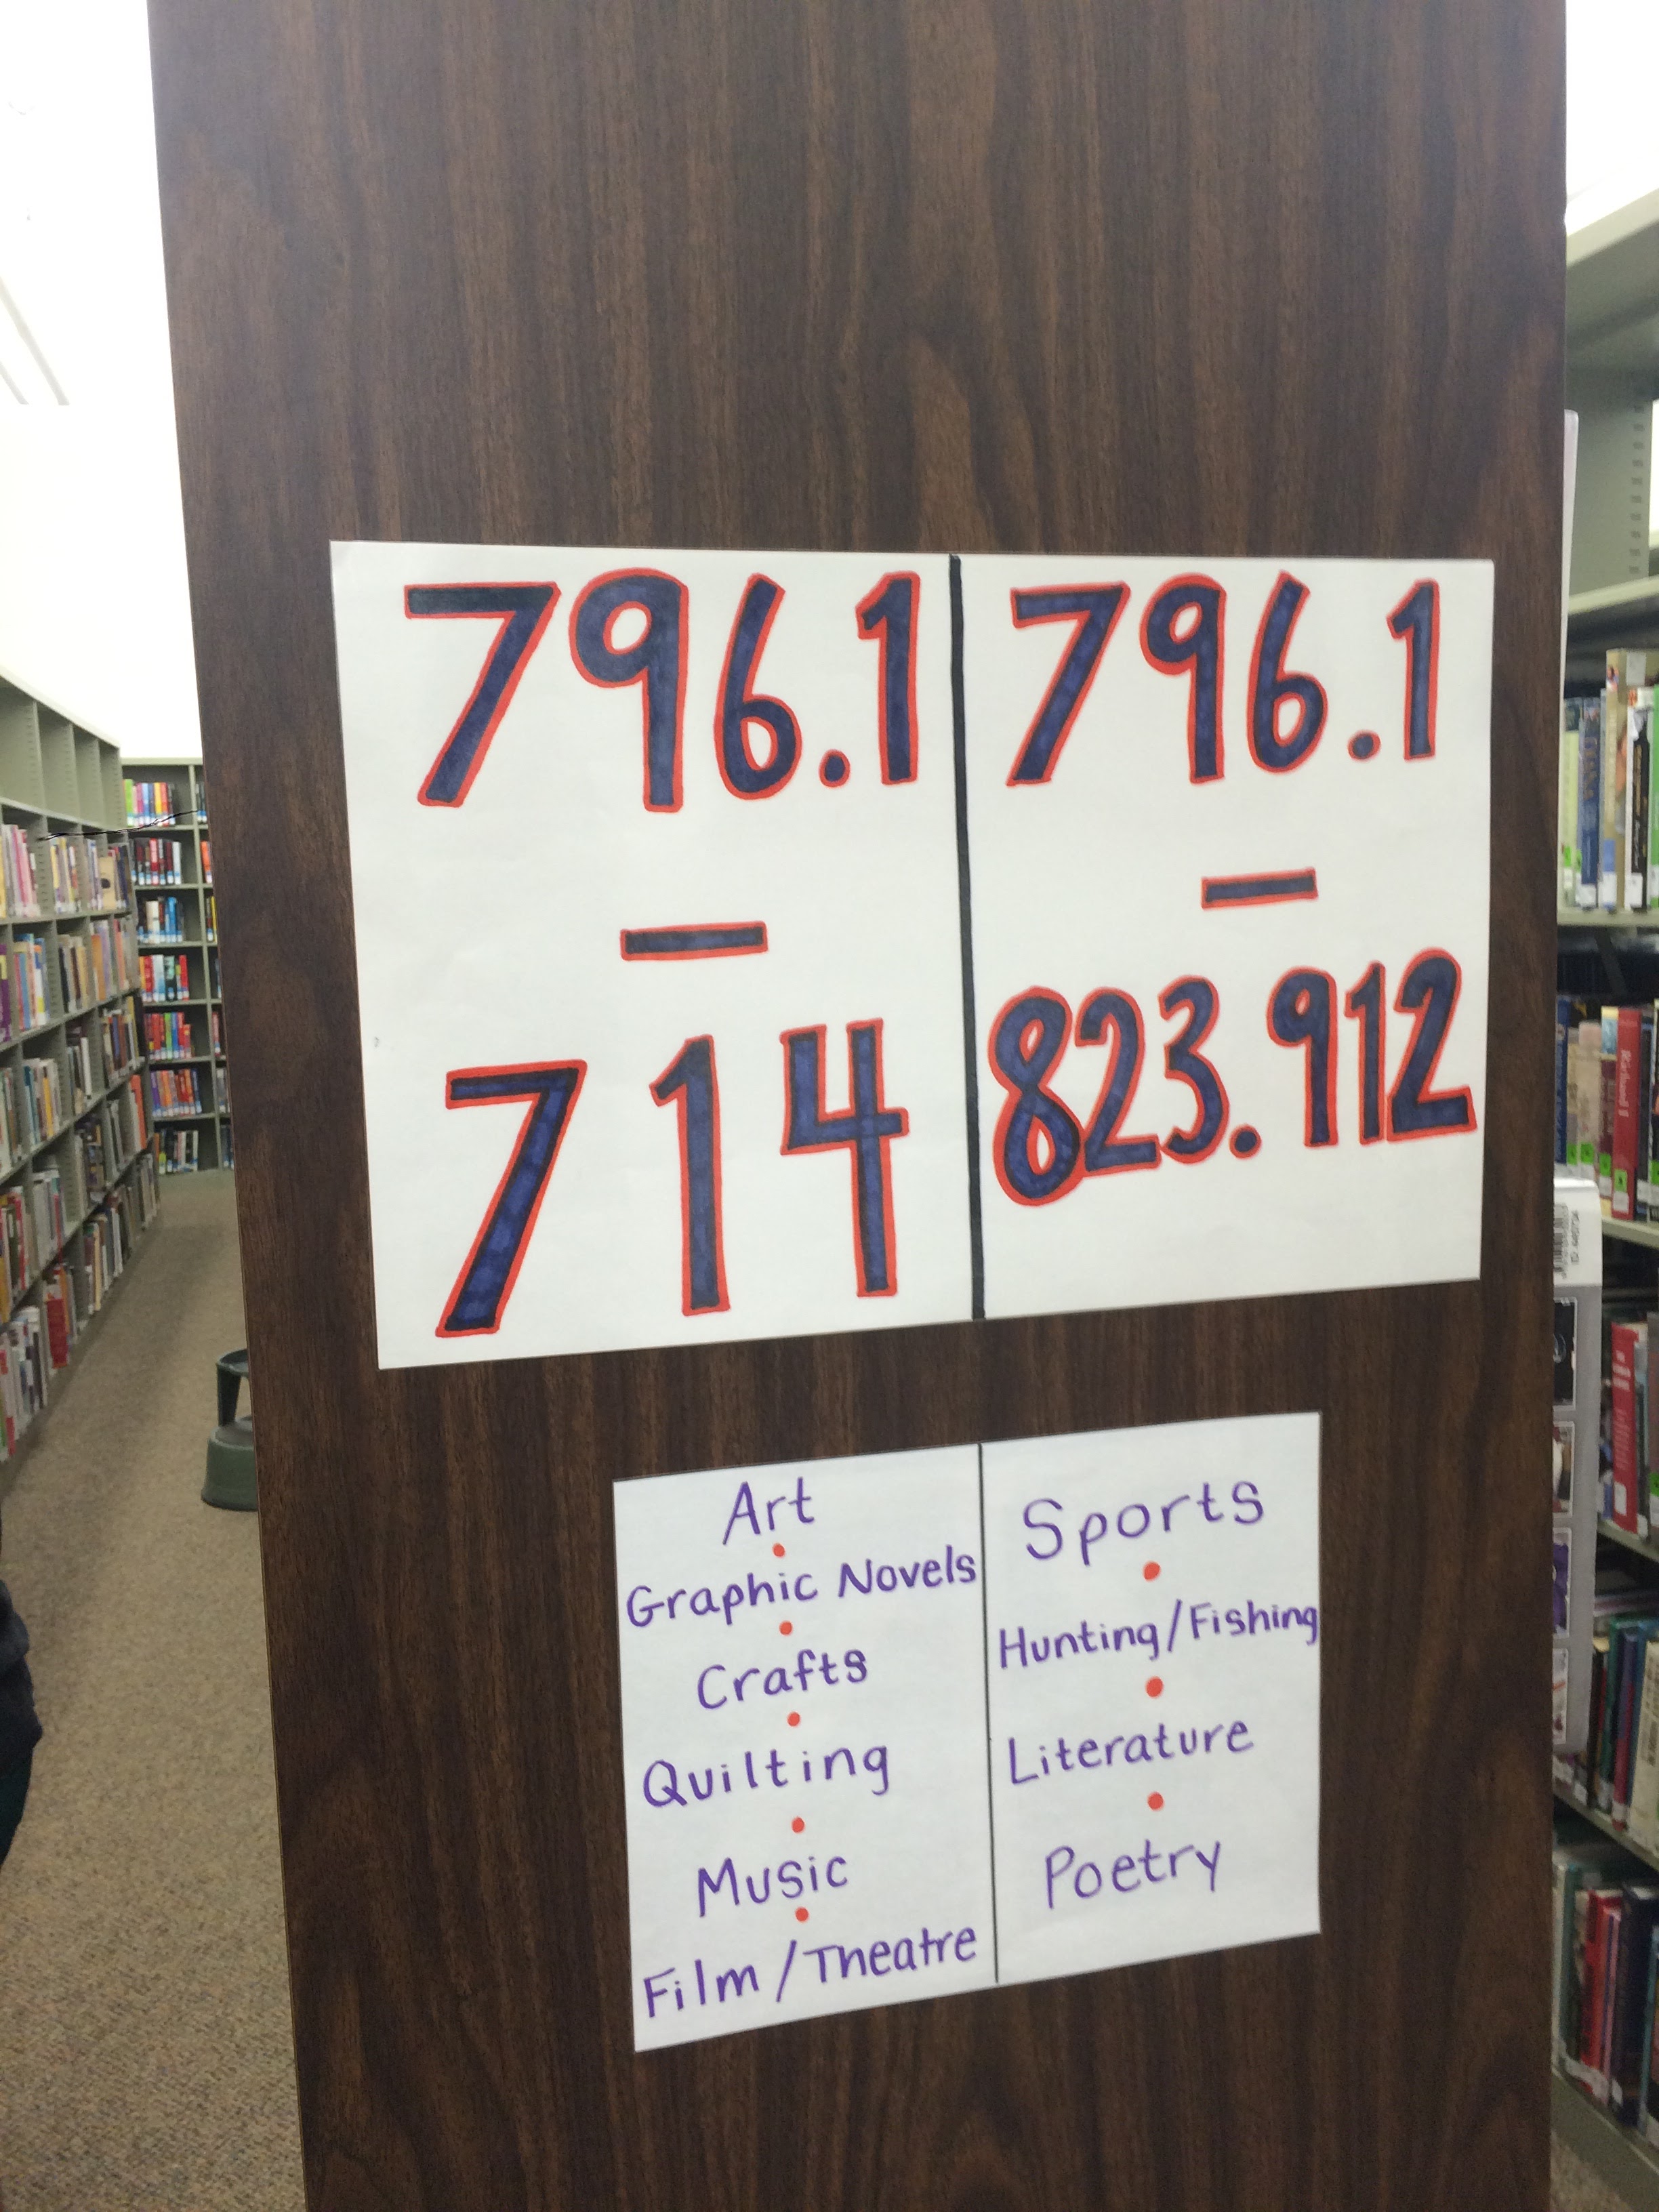 796.1
–
714
796.1
–
823.912
Art
•
Graphic Novels
•
Crafts
•
Quilting
•
Music
•
Film/Theatre
Sports
•
Hunting/Fishing
•
Literature
•
Poetry